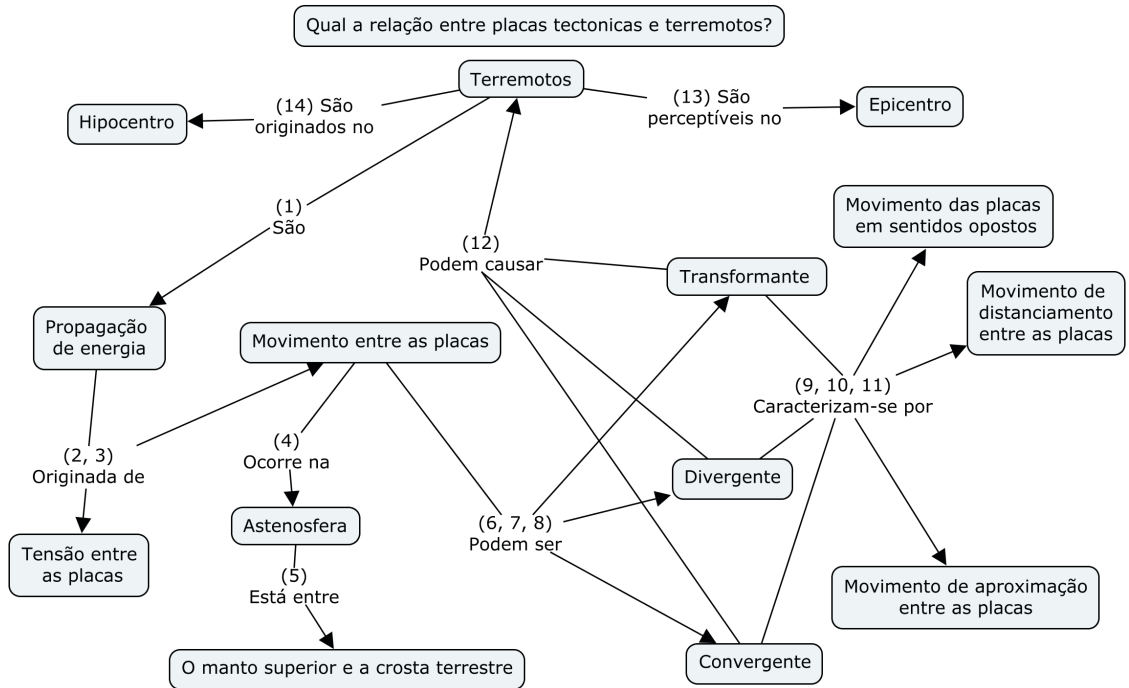 Qual a relação entre placas tectonicas e terremotos?
Terremotos
(14) São
originados no
Hipocentro
(13) São
perceptíveis no
Epicentro
(1)
São
Movimento das placas
em sentidos opostos
(12)
Podem causar
Transformante
Movimento de
distanciamento
entre as placas
Propagação
de energia
Movimento entre as placas
(9, 10, 11)
Caracterizam-se por
(2, 3)
Originada de
(4)
Ocorre na
Divergente
Astenosfera
(6, 7, 8)
Podem ser
Tensão entre
as placas
(5)
Está entre
Movimento de aproximação
entre as placas
O manto superior e a crosta terrestre
Convergente